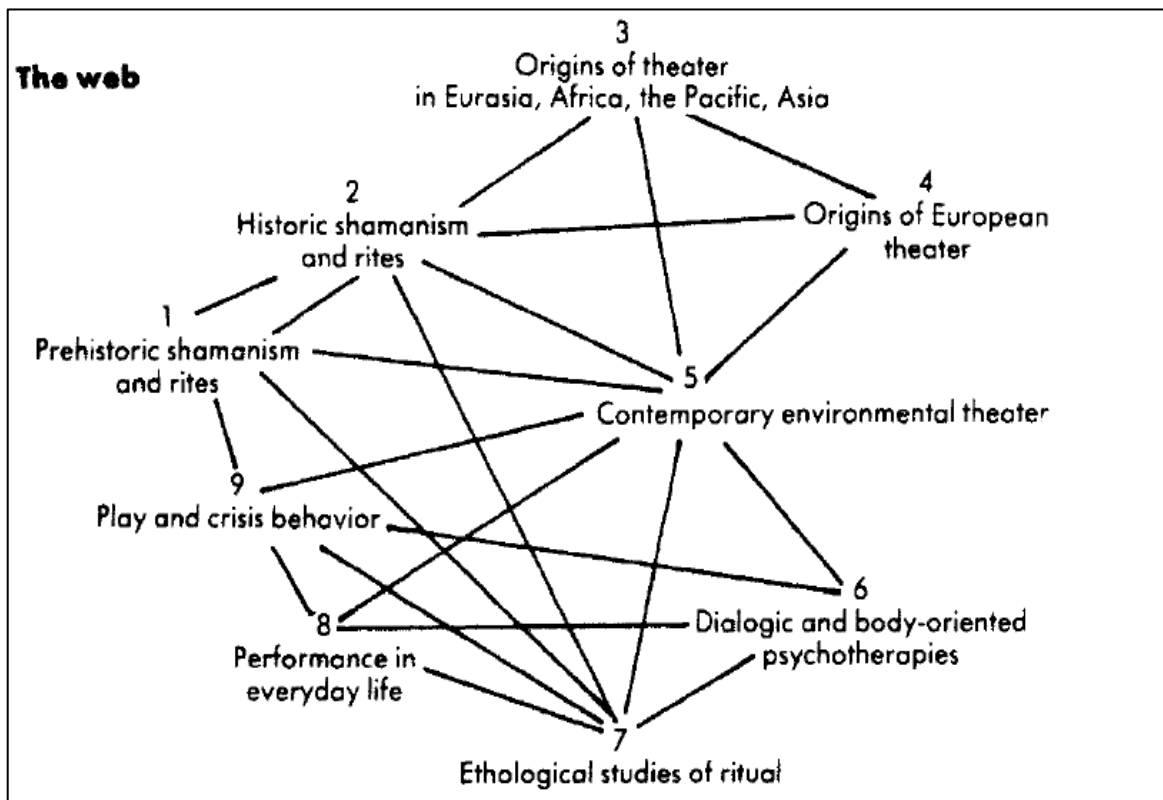 The web
3
Origins of theater
in Eurasia, Africa, the Pacific, Asia
2
Historic shamanism
and rites
4
Origins of European
theater
1
Prehistoric shamanism
and rites
5
Contemporary environmental theater
9
Play and crisis behavior
6
Dialogic and body-oriented
psychotherapies
8
Performance in
everyday life
7
Ethological studies of ritual